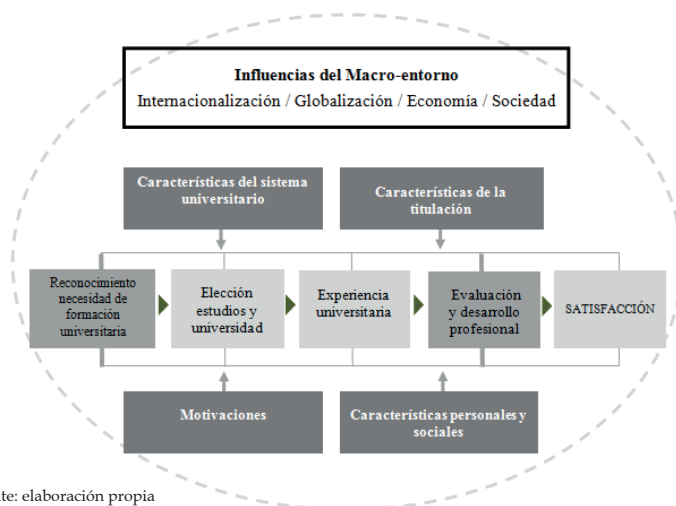 Influencias del Macro-entorno
Internacionalización / Globalización / Economía / Sociedad
Características del sistema
universitario
Características de la
titulación
Reconocimiento
necesidad de
formación
universitaria
Elección
estudios y
universidad
Experiencia
universitaria
Evaluación
y desarrollo
profesional
SATISFACCIÓN
Motivaciones
Características personales y
sociales
te: elaboración propia